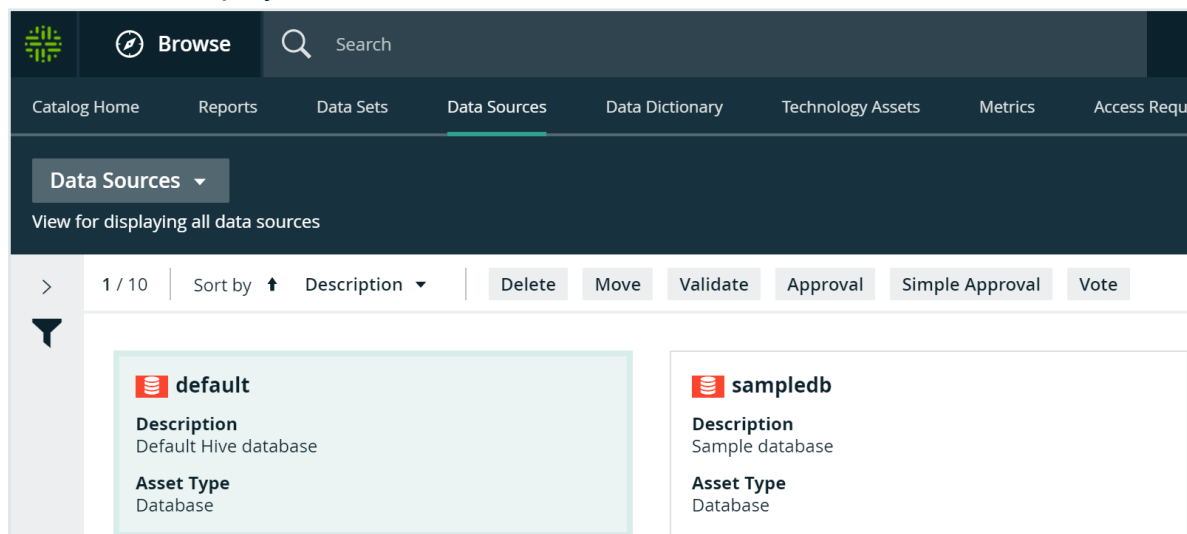 Browse
Search
Catalog Home Reports Data Sets Data Sources Data Dictionary Technology Assets Metrics Access Requ
Data Sources
View for displaying all data sources
1 / 10 Sort by Description Delete Move Validate Approval Simple Approval Vote
default
Description
Default Hive database
Asset Type
Database
sampledb
Description
Sample database
Asset Type
Database